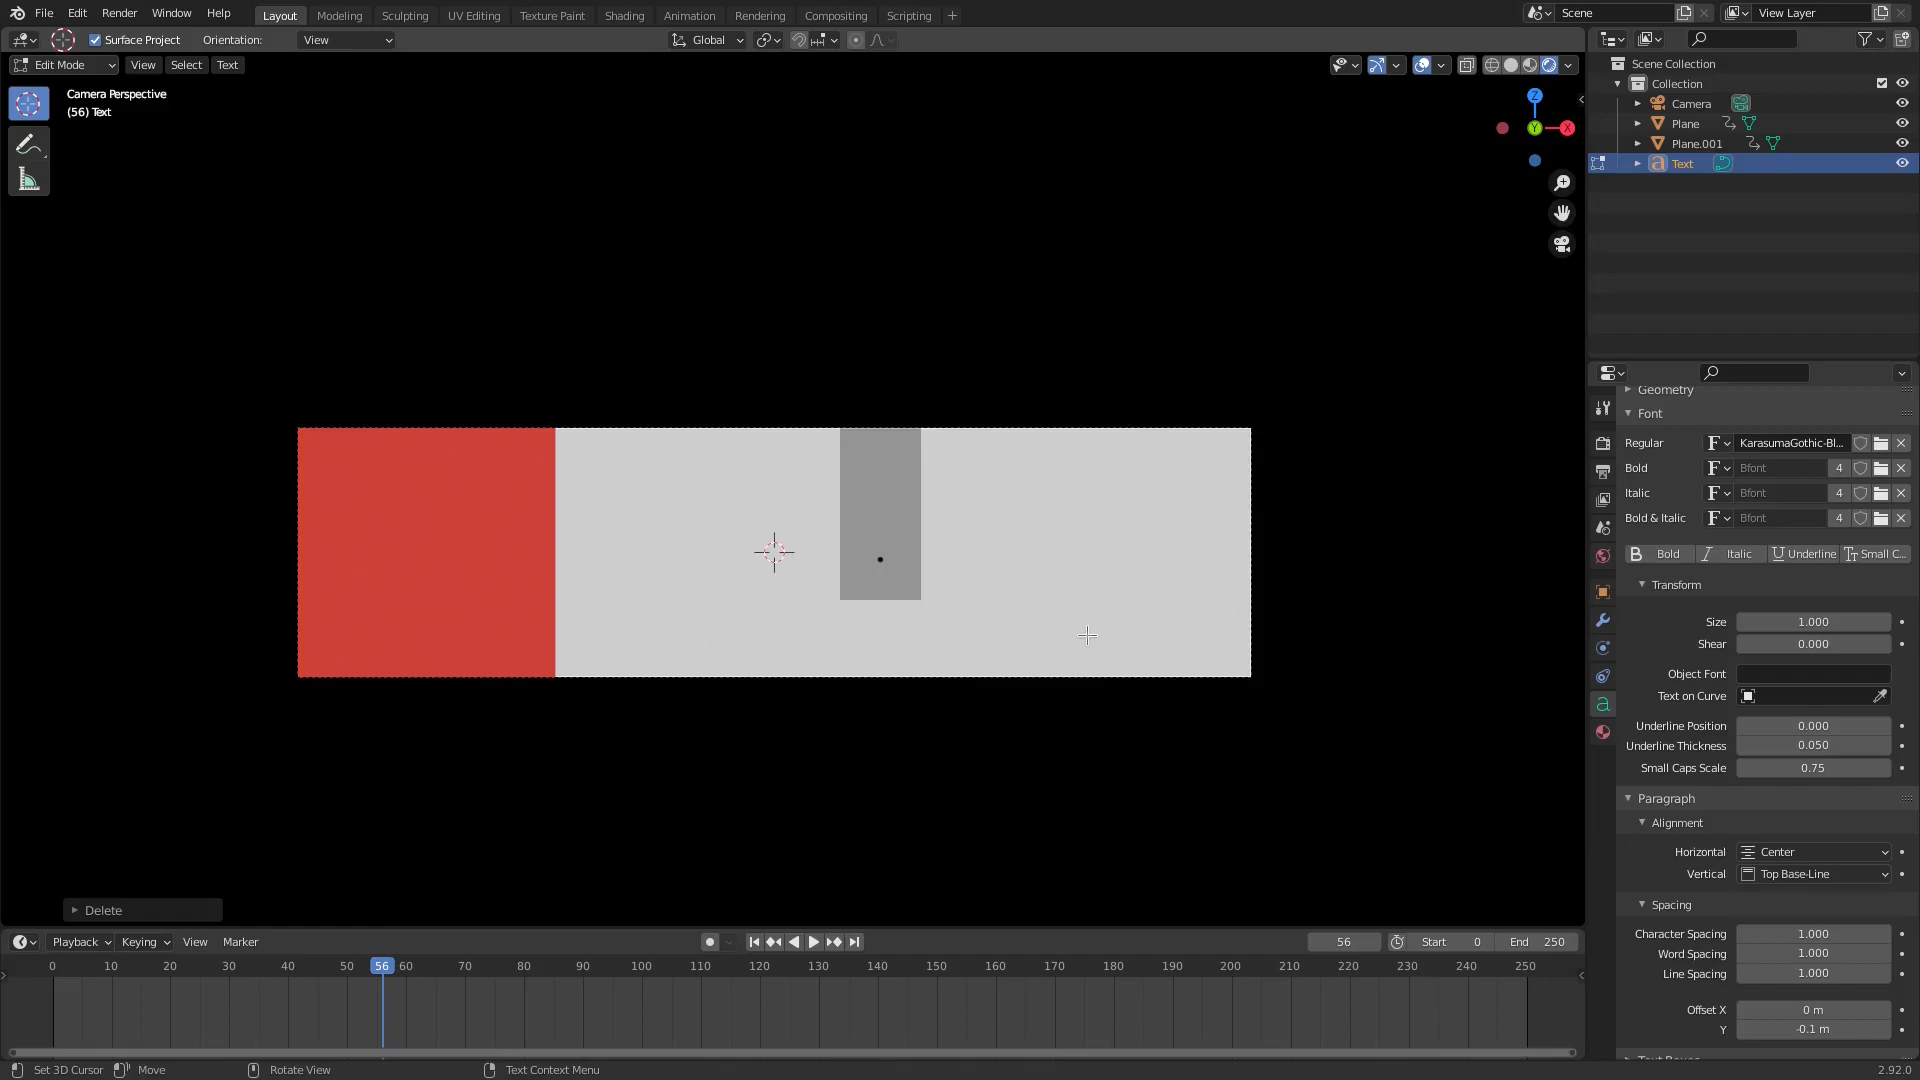 File Edit Render Window Help Layout Modeling Sculpting UV Editing Texture Paint Shading Animation Rendering Compositing Scripting + Scene View Layer
Surface Project Orientation: View Global
Edit Mode View Select Text
Camera Perspective
(56) Text
Z
Y
X
Scene Collection
Collection
Camera
Plane
Plane.001
Text
Geometry
Font
Regular F KarasumaGothic-Bl...
Bold F Bfont 4
Italic F Bfont 4
Bold & Italic F Bfont 4
B Bold I Italic U Underline Tt Small C...
Transform
Size 1.000
Shear 0.000
Object Font
Text on Curve
Underline Position 0.000
Underline Thickness 0.050
Small Caps Scale 0.75
Paragraph
Alignment
Horizontal Center
Vertical Top Base-Line
Spacing
Character Spacing 1.000
Word Spacing 1.000
Line Spacing 1.000
Offset X 0 m
Y -0.1 m
Delete
Playback Keying View Marker 56 Start 0 End 250
0 10 20 30 40 50 56 60 70 80 90 100 110 120 130 140 150 160 170 180 190 200 210 220 230 240 250
Set 3D Cursor Move Rotate View Text Context Menu 2.92.0